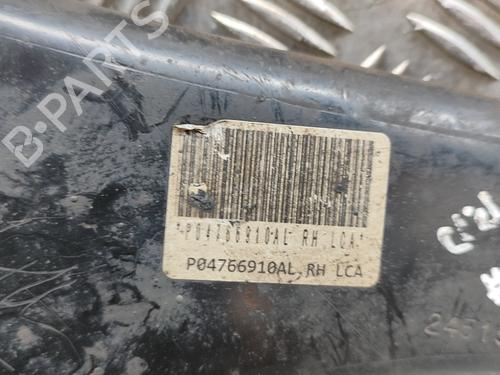 B-PARTS
*P04766910AL RH LCA*
P04766910AL, RH LCA